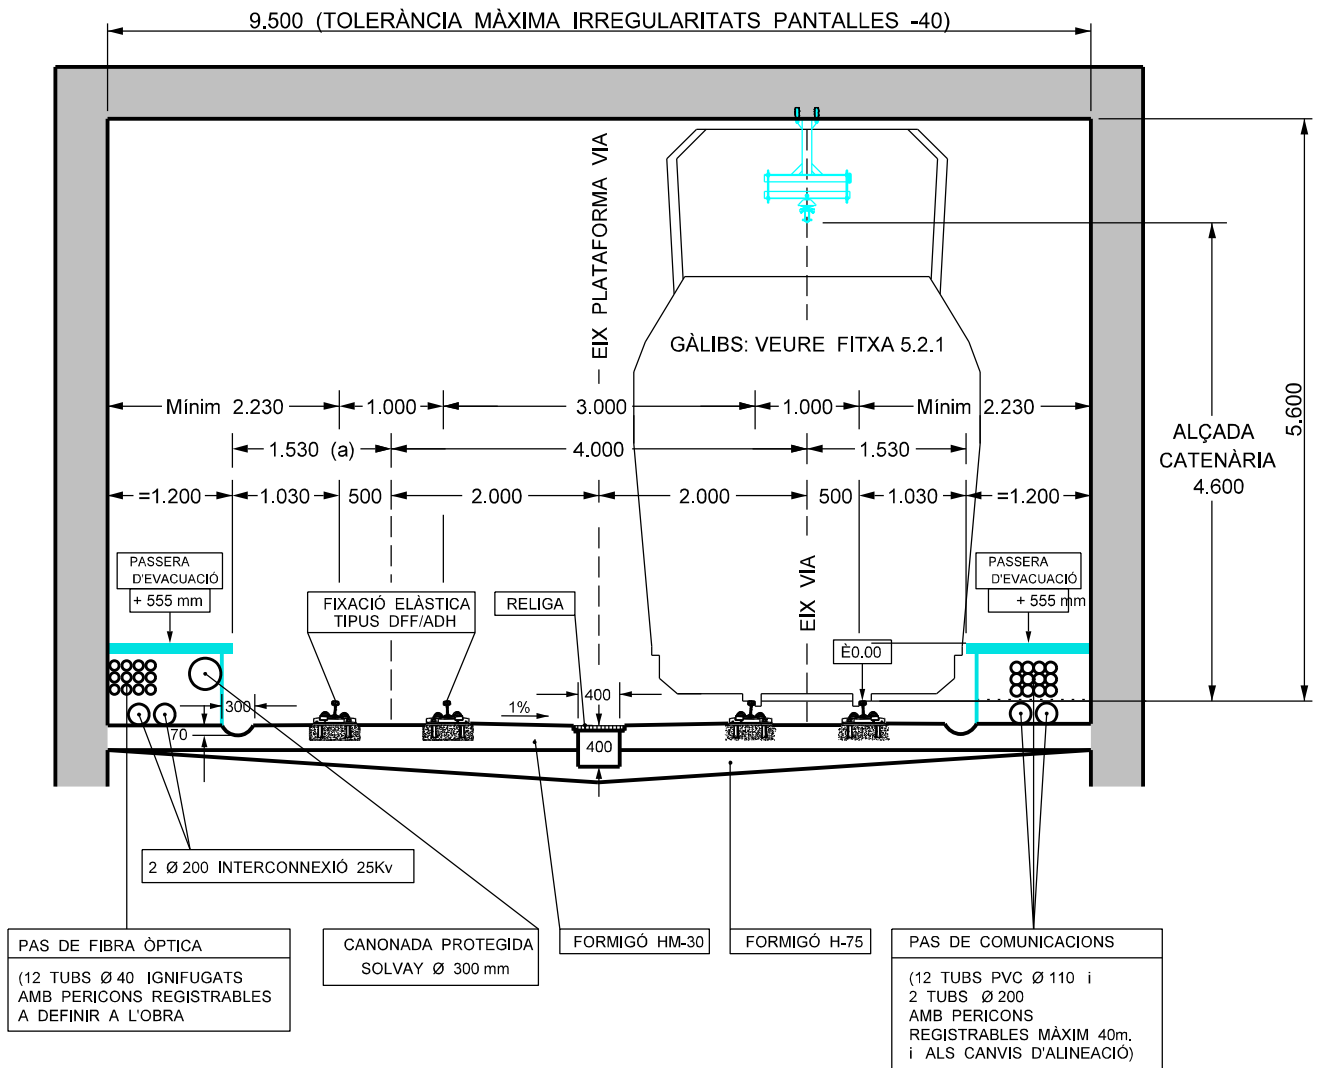 9.500 (TOLERÀNCIA MÀXIMA IRREGULARITATS PANTALLES -40)
EIX PLATAFORMA VIA
GÀLIBS: VEURE FITXA 5.2.1
5.600
ALÇADA
CATENÀRIA
4.600
Mínim 2.230
1.000
3.000
1.000
Mínim 2.230
1.530 (a)
4.000
1.530
=1.200
1.030
500
2.000
2.000
500
1.030
=1.200
EIX VIA
PASSERA
D'EVACUACIÓ
+ 555 mm
FIXACIÓ ELÀSTICA
TIPUS DFF/ADH
RELIGA
È0.00
PASSERA
D'EVACUACIÓ
+ 555 mm
300
70
1%
400
400
2 Ø 200 INTERCONNEXIÓ 25Kv
PAS DE FIBRA ÒPTICA
(12 TUBS Ø 40 IGNIFUGATS
AMB PERICONS REGISTRABLES
A DEFINIR A L'OBRA
CANONADA PROTEGIDA
SOLVAY Ø 300 mm
FORMIGÓ HM-30
FORMIGÓ H-75
PAS DE COMUNICACIONS
(12 TUBS PVC Ø 110 i
2 TUBS Ø 200
AMB PERICONS
REGISTRABLES MÀXIM 40m.
i ALS CANVIS D'ALINEACIÓ)